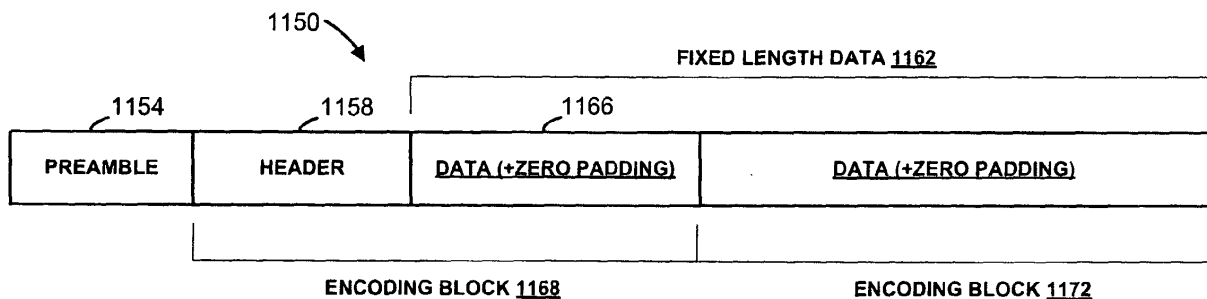 1150
FIXED LENGTH DATA 1162
1154
1158
1166
PREAMBLE
HEADER
DATA (+ZERO PADDING)
DATA (+ZERO PADDING)
ENCODING BLOCK 1168
ENCODING BLOCK 1172